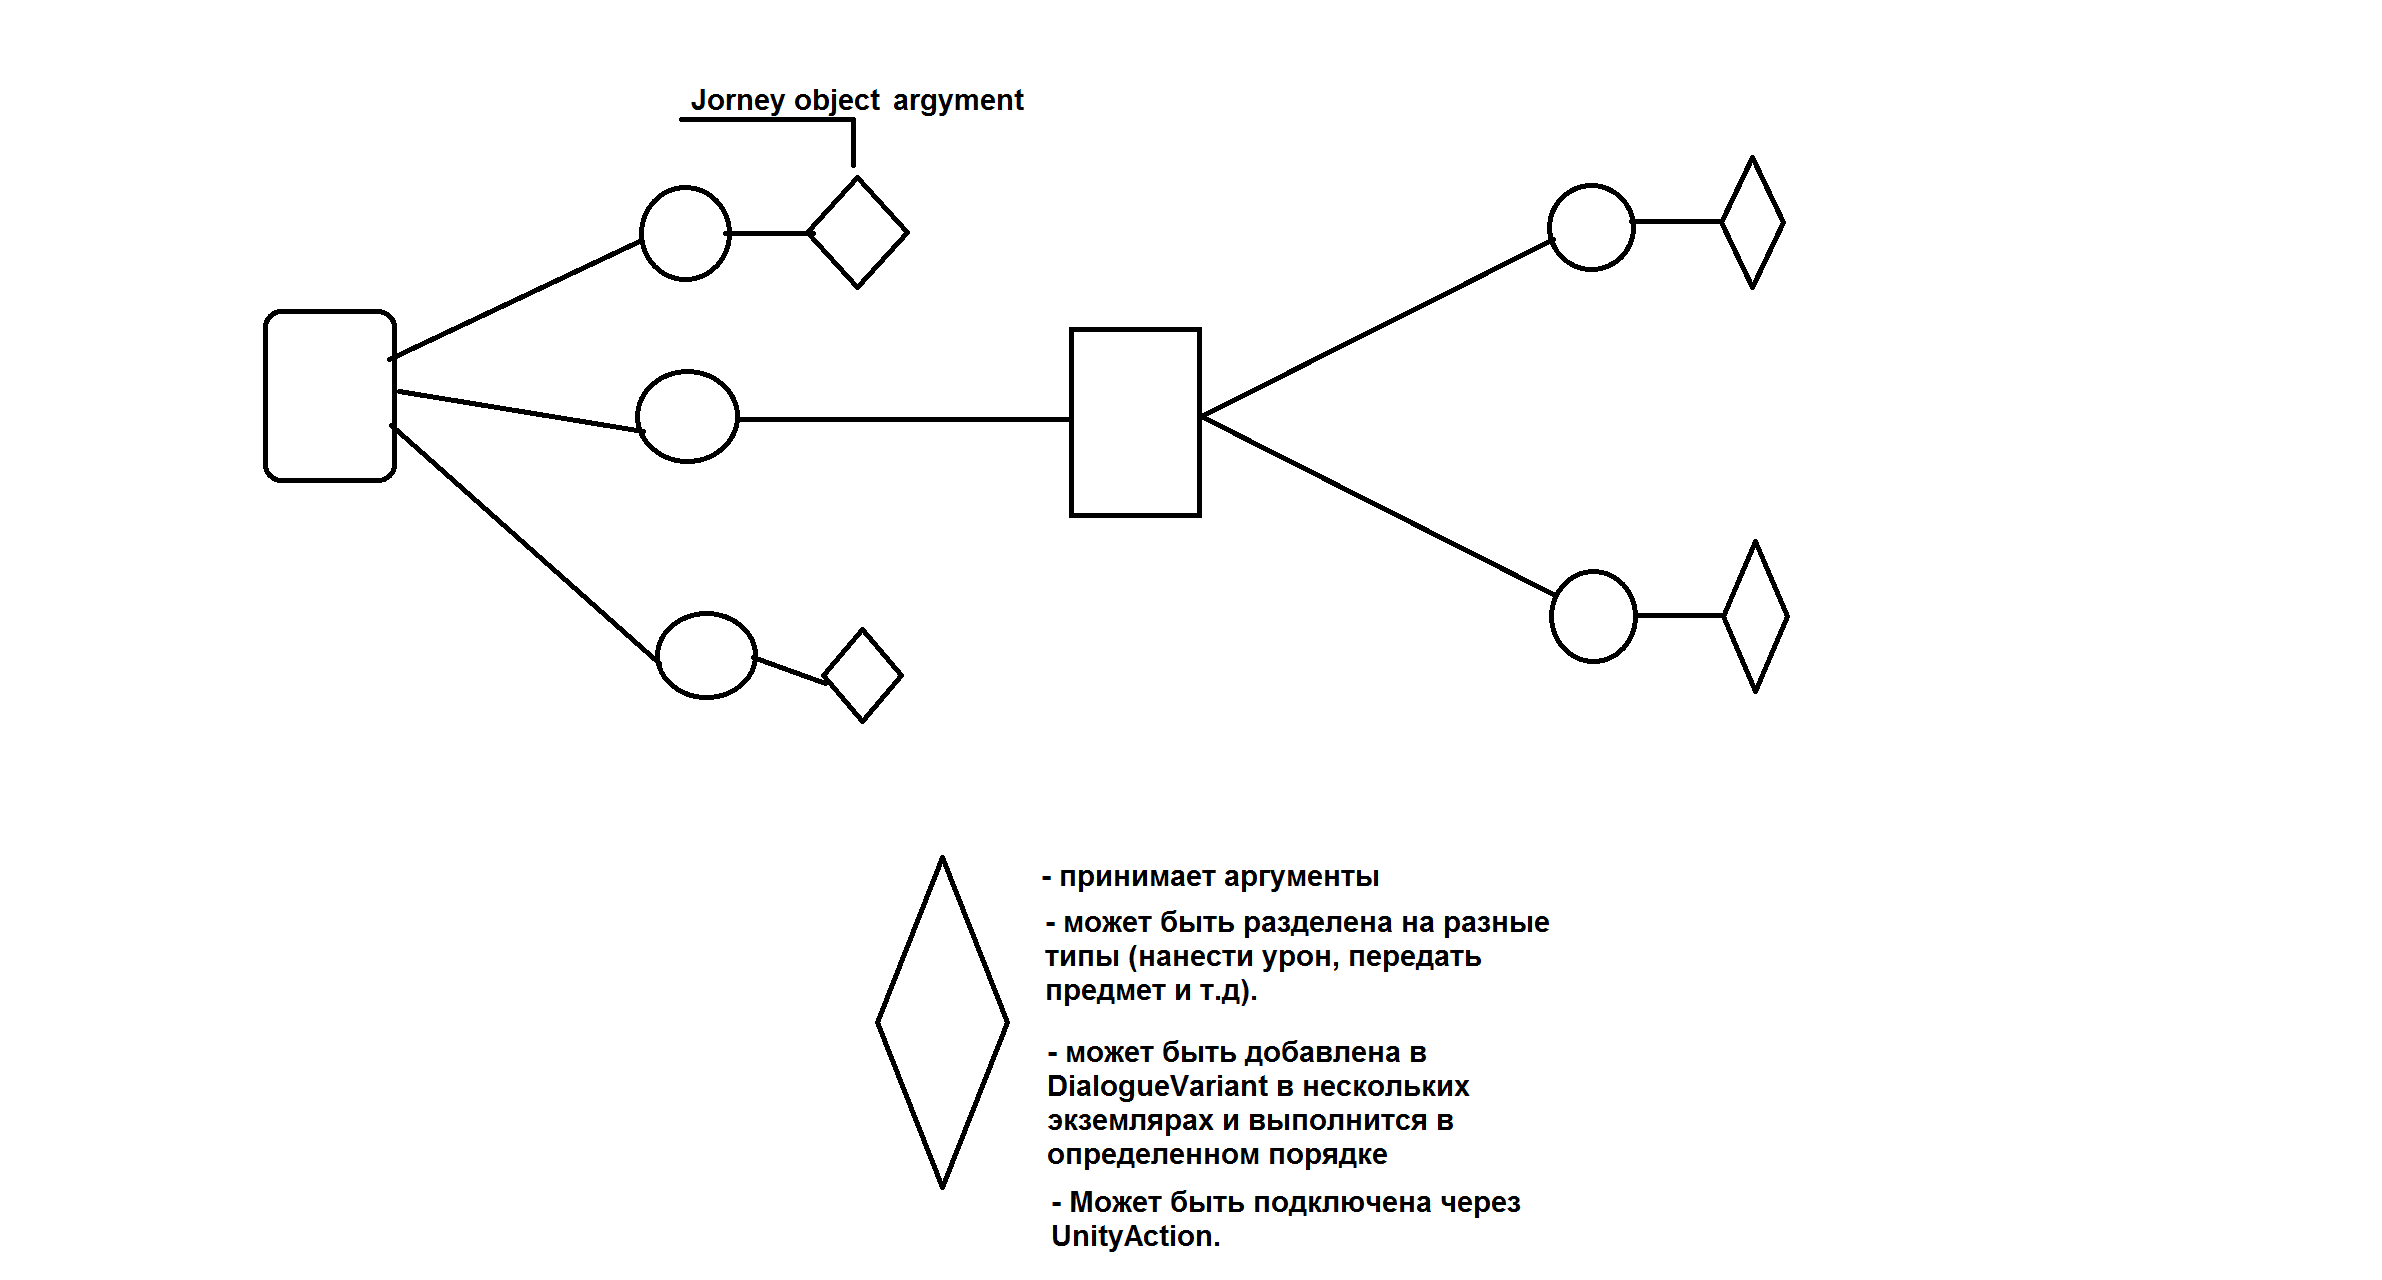 Jorney object argyment
- принимает аргументы
- может быть разделена на разные
типы (нанести урон, передать
предмет и т.д).
- может быть добавлена в
DialogueVariant в нескольких
экземлярах и выполнится в
определенном порядке
- Может быть подключена через
UnityAction.